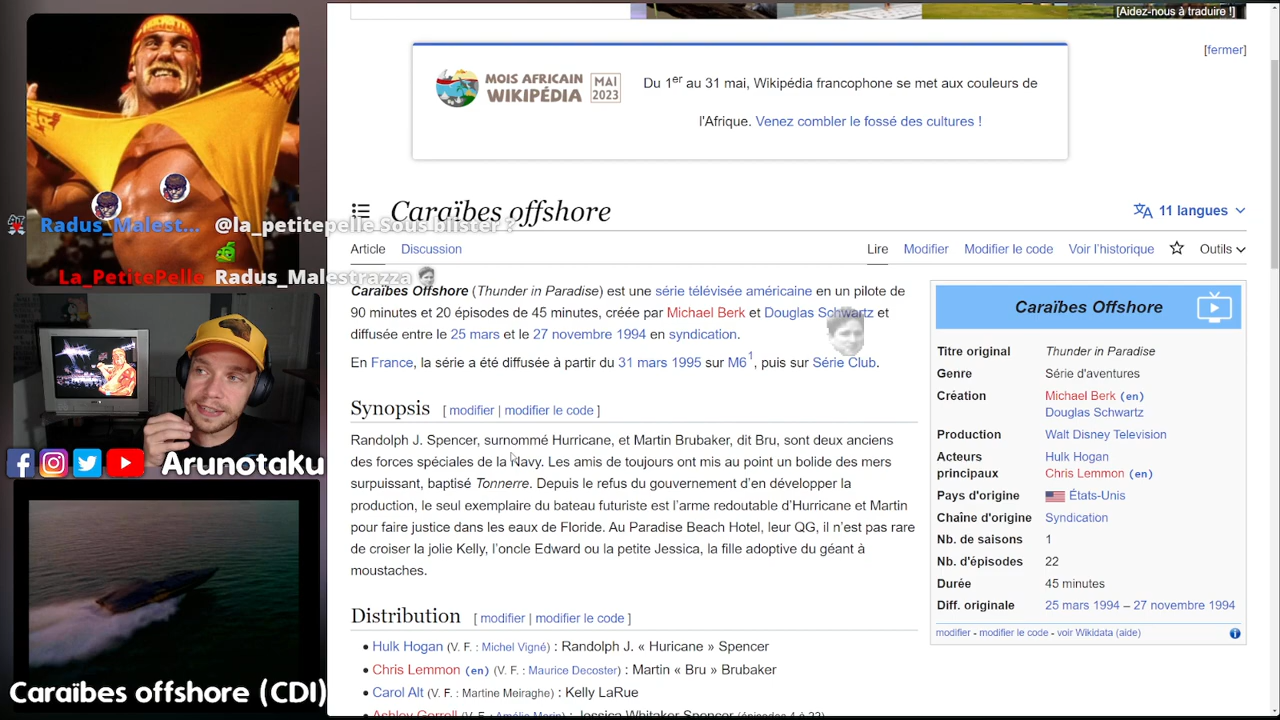 [Aidez-nous à traduire !]
[fermer]
MOIS AFRICAIN
WIKIPÉDIA
MAI
2023
Du 1er au 31 mai, Wikipédia francophone se met aux couleurs de
l'Afrique. Venez combler le fossé des cultures !
Caraïbes offshore
11 langues
Radus_Malest... @la_petitepelle Sous blister ?
La_PetitePelle Radus_Malestrazza
Article Discussion Lire Modifier Modifier le code Voir l'historique Outils
Caraïbes Offshore (Thunder in Paradise) est une série télévisée américaine en un pilote de
90 minutes et 20 épisodes de 45 minutes, créée par Michael Berk et Douglas Schwartz et
diffusée entre le 25 mars et le 27 novembre 1994 en syndication.
En France, la série a été diffusée à partir du 31 mars 1995 sur M61, puis sur Série Club.
Synopsis [ modifier | modifier le code ]
Randolph J. Spencer, surnommé Hurricane, et Martin Brubaker, dit Bru, sont deux anciens
des forces spéciales de la Navy. Les amis de toujours ont mis au point un bolide des mers
surpuissant, baptisé Tonnerre. Depuis le refus du gouvernement d'en développer la
production, le seul exemplaire du bateau futuriste est l'arme redoutable d'Hurricane et Martin
pour faire justice dans les eaux de Floride. Au Paradise Beach Hotel, leur QG, il n'est pas rare
de croiser la jolie Kelly, l'oncle Edward ou la petite Jessica, la fille adoptive du géant à
moustaches.
Distribution [ modifier | modifier le code ]
• Hulk Hogan (V. F. : Michel Vigné) : Randolph J. « Huricane » Spencer
• Chris Lemmon (en) (V. F. : Maurice Decoster) : Martin « Bru » Brubaker
• Carol Alt (V. F. : Martine Meiraghe) : Kelly LaRue
Caraïbes Offshore
Titre original Thunder in Paradise
Genre Série d'aventures
Création Michael Berk (en)
Douglas Schwartz
Production Walt Disney Television
Acteurs Hulk Hogan
principaux Chris Lemmon (en)
Pays d'origine États-Unis
Chaîne d'origine Syndication
Nb. de saisons 1
Nb. d'épisodes 22
Durée 45 minutes
Diff. originale 25 mars 1994 – 27 novembre 1994
modifier - modifier le code - voir Wikidata (aide)
Arunotaku
Caraïbes offshore (CDI)